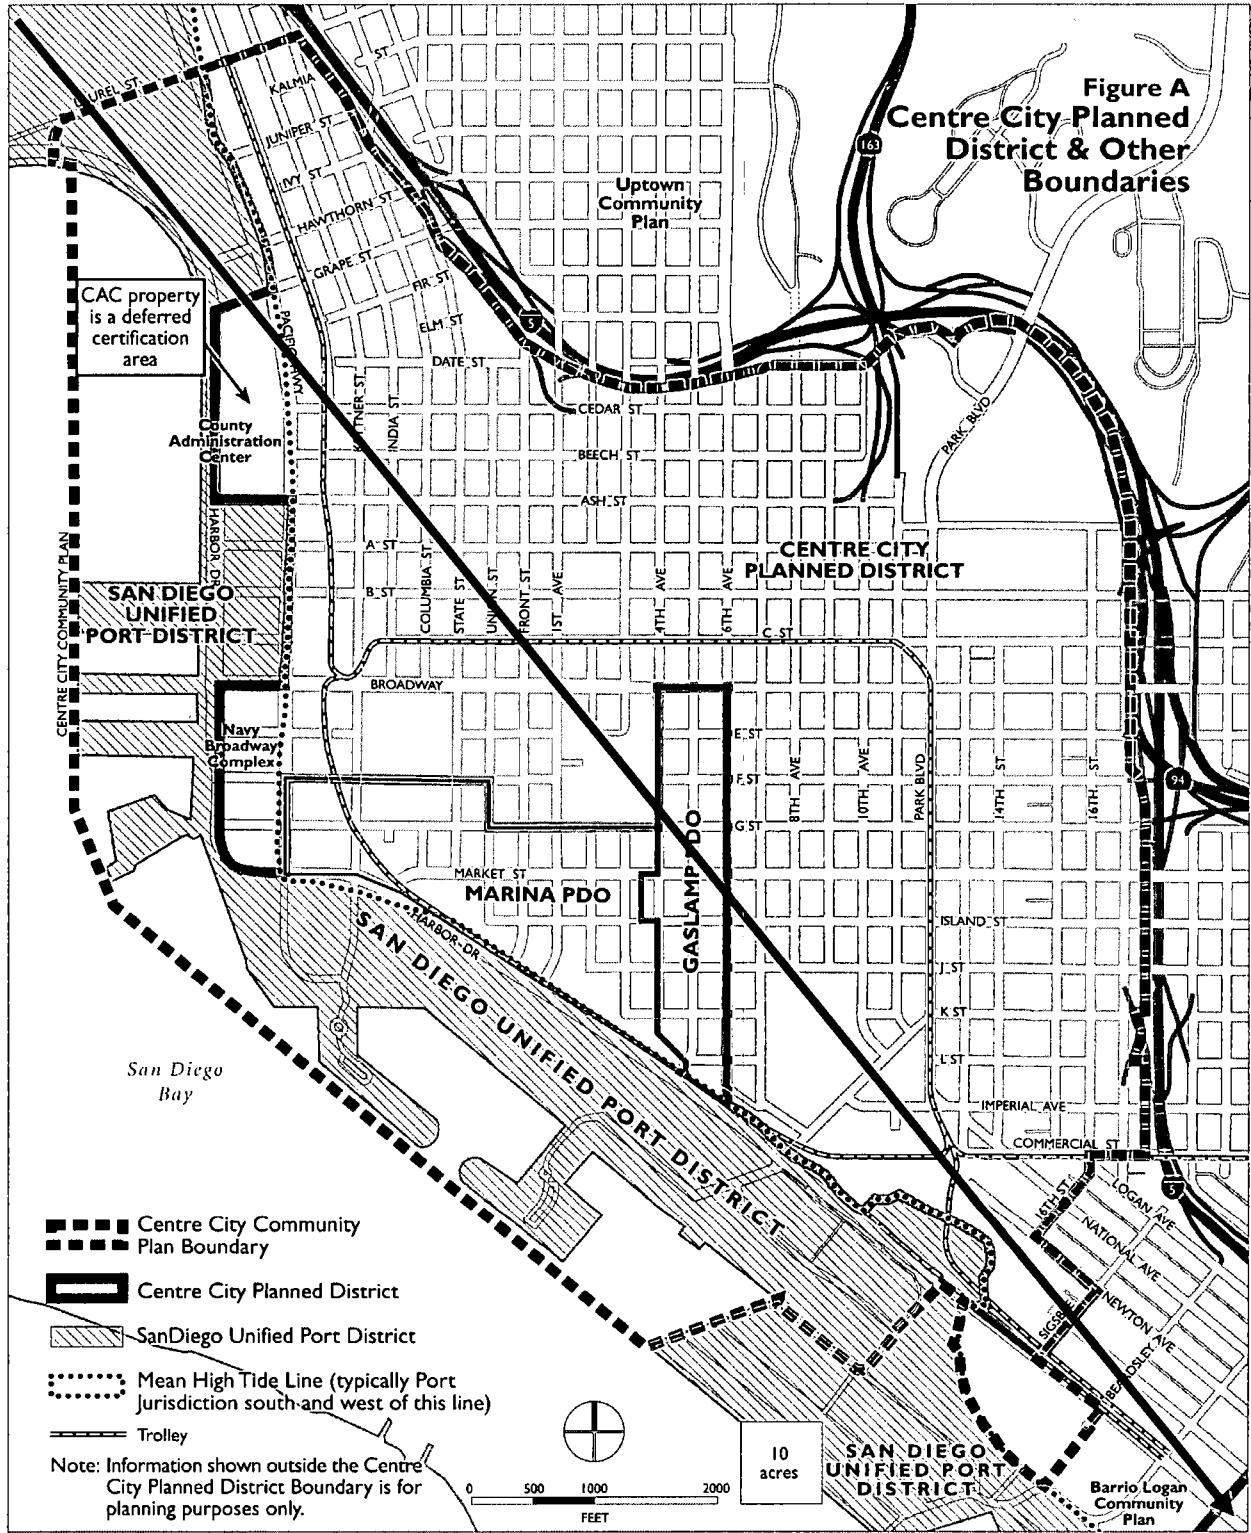 Figure A
Centre City Planned
District & Other
Boundaries
163
LAUREL ST
ST
KALMIA
JUNIPER ST
IVY ST
HAWTHORN ST
GRAPE ST
FIR ST
ELM ST
DATE ST
CEDAR ST
BEECH ST
ASH ST
Uptown
Community
Plan
5
CAC property
is a deferred
certification
area
PACIFIC HWY
KETTNER ST
INDIA ST
PARK BLVD
County
Administration
Center
HARBOR DR
CENTRE CITY COMMUNITY PLAN
SAN DIEGO
UNIFIED
PORT DISTRICT
A ST
B ST
COLUMBIA ST
STATE ST
UNION ST
FRONT ST
1ST AVE
4TH AVE
6TH AVE
C ST
CENTRE CITY
PLANNED DISTRICT
BROADWAY
Navy
Broadway
Complex
E ST
F ST
G ST
8TH AVE
10TH AVE
PARK BLVD
14TH ST
16TH ST
94
MARKET ST
MARINA PDO
GASLAMP PDO
HARBOR DR
ISLAND ST
J ST
K ST
L ST
IMPERIAL AVE
COMMERCIAL ST
SAN DIEGO UNIFIED PORT DISTRICT
San Diego
Bay
16TH ST
LOGAN AVE
5
NATIONAL AVE
NEWTON AVE
SIGSBEE
BEARDSLEY
Centre City Community
Plan Boundary
Centre City Planned District
SanDiego Unified Port District
Mean High Tide Line (typically Port
Jurisdiction south and west of this line)
Trolley
Note: Information shown outside the Centre
City Planned District Boundary is for
planning purposes only.
0 500 1000 2000
FEET
10
acres
SAN DIEGO
UNIFIED PORT
DISTRICT
Barrio Logan
Community
Plan